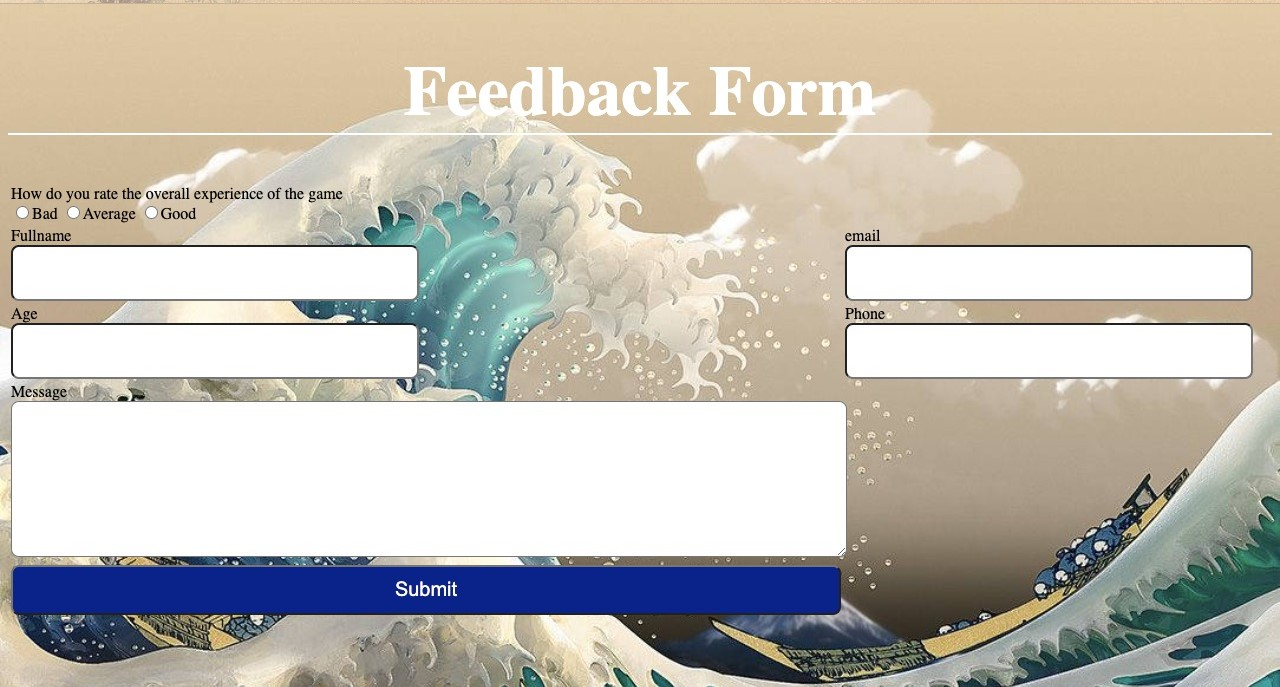 Feedback Form
How do you rate the overall experience of the game
Bad Average Good
Fullname email
Age Phone
Message
Submit